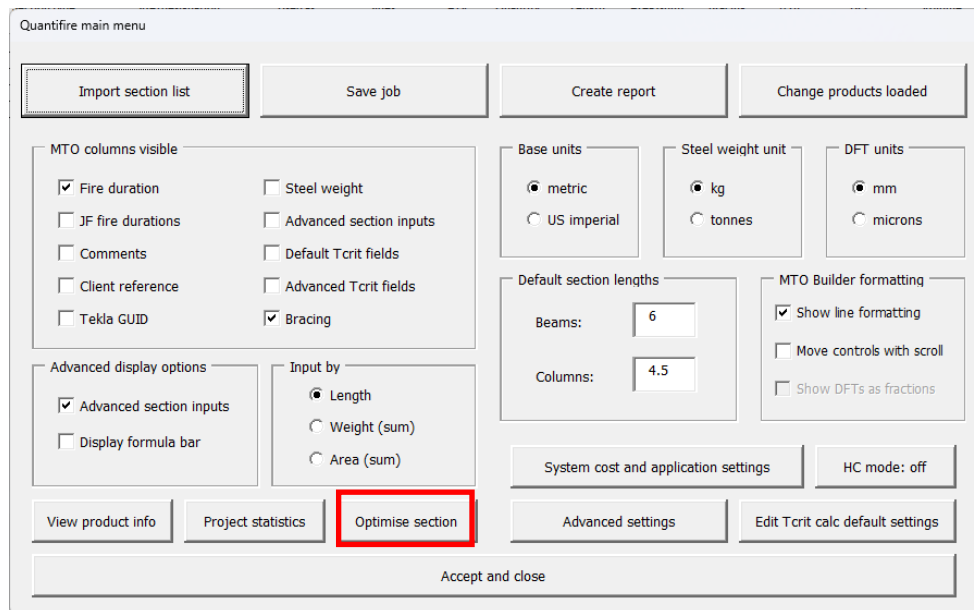 Quantifire main menu
Import section list
Save job
Create report
Change products loaded
MTO columns visible
Fire duration
JF fire durations
Comments
Client reference
Tekla GUID
Steel weight
Advanced section inputs
Default Tcrit fields
Advanced Tcrit fields
Bracing
Base units
metric
US imperial
Steel weight unit
kg
tonnes
DFT units
mm
microns
Default section lengths
Beams:
6
Columns:
4.5
MTO Builder formatting
Show line formatting
Move controls with scroll
Show DFTs as fractions
Advanced display options
Advanced section inputs
Display formula bar
Input by
Length
Weight (sum)
Area (sum)
System cost and application settings
HC mode: off
View product info
Project statistics
Optimise section
Advanced settings
Edit Tcrit calc default settings
Accept and close